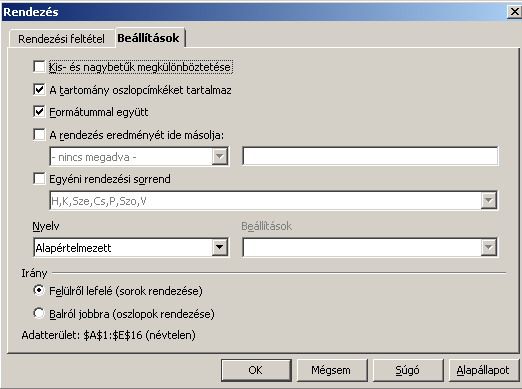 Rendezés
Rendezési feltétel Beállítások
Kis- és nagybetűk megkülönböztetése
A tartomány oszlopcímkéket tartalmaz
Formátummal együtt
A rendezés eredményét ide másolja:
- nincs megadva -
Egyéni rendezési sorrend
H,K,Sze,Cs,P,Szo,V
Nyelv Beállítások
Alapértelmezett
Irány
Felülről lefelé (sorok rendezése)
Balról jobbra (oszlopok rendezése)
Adatterület: $A$1:$E$16 (névtelen)
OK Mégsem Súgó Alapállapot